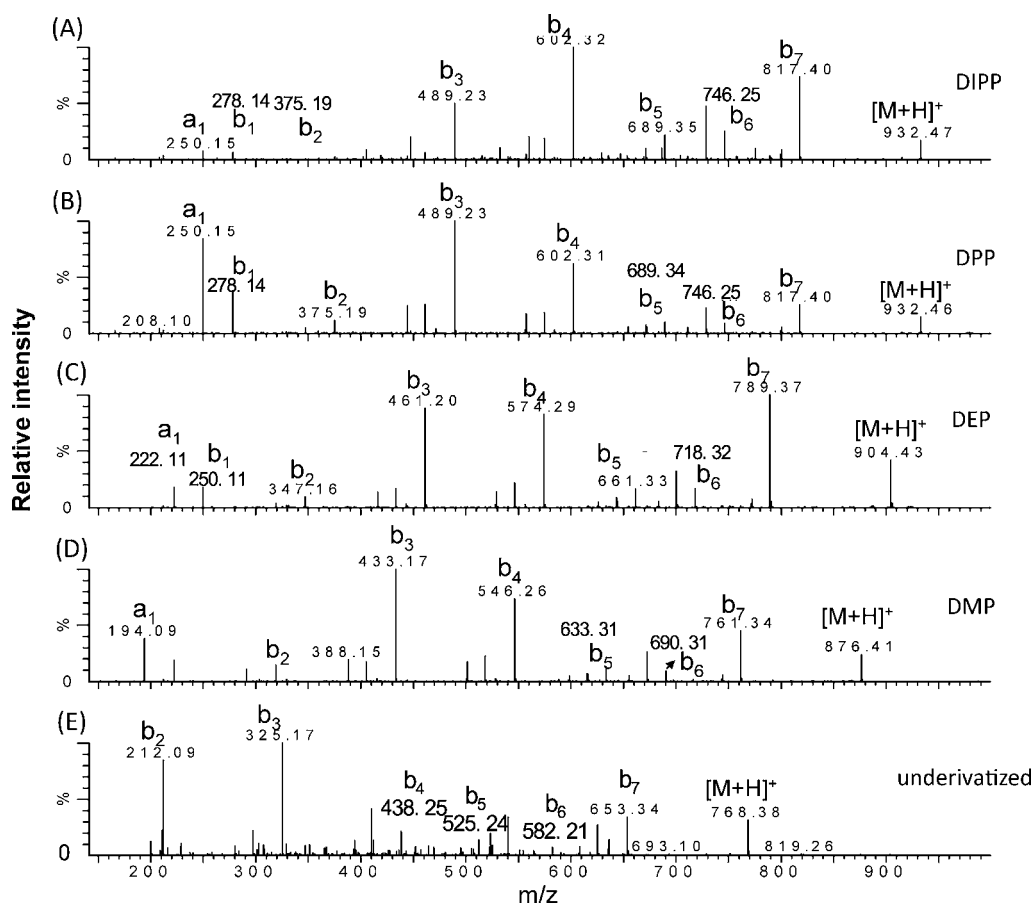 (A)
b4
602.32
b7
817.40
DIPP
b3
489.23
278.14 375.19
a1 b1 b2
250.15
b5 746.25
689.35 b6
[M+H]+
932.47
%
0
(B)
a1
250.15
b3
489.23
b4
602.31
DPP
b1
278.14
b2
375.19
208.10
689.34
b5
746.25
b6
b7
817.40
[M+H]+
932.46
%
0
(C)
b3
461.20
b4
574.29
b7
789.37
DEP
a1
222.11
b1
250.11
b2
347.16
b5
661.33
718.32
b6
[M+H]+
904.43
%
0
(D)
b3
433.17
b4
546.26
DMP
a1
194.09
b2
388.15
633.31
b5
690.31
b6
b7
761.34
[M+H]+
876.41
%
0
(E)
b2
212.09
b3
325.17
underivatized
b4
438.25
b5
525.24
b6
582.21
b7
653.34
693.10
[M+H]+
768.38
819.26
%
0
200 300 400 500 600 700 800 900
m/z
Relative intensity